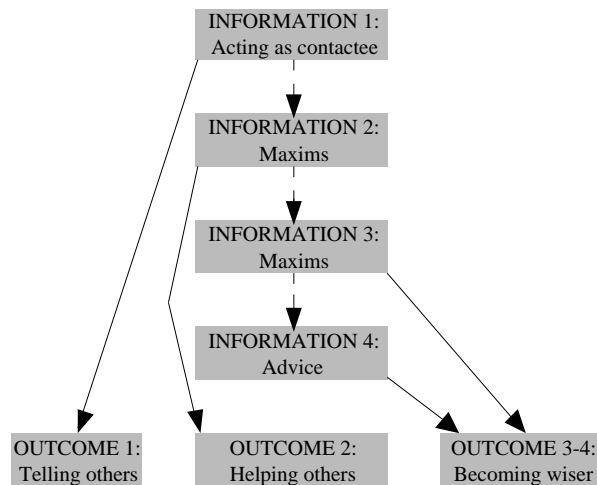 INFORMATION 1:
Acting as contactee
INFORMATION 2:
Maxims
INFORMATION 3:
Maxims
INFORMATION 4:
Advice
OUTCOME 1:
Telling others
OUTCOME 2:
Helping others
OUTCOME 3-4:
Becoming wiser